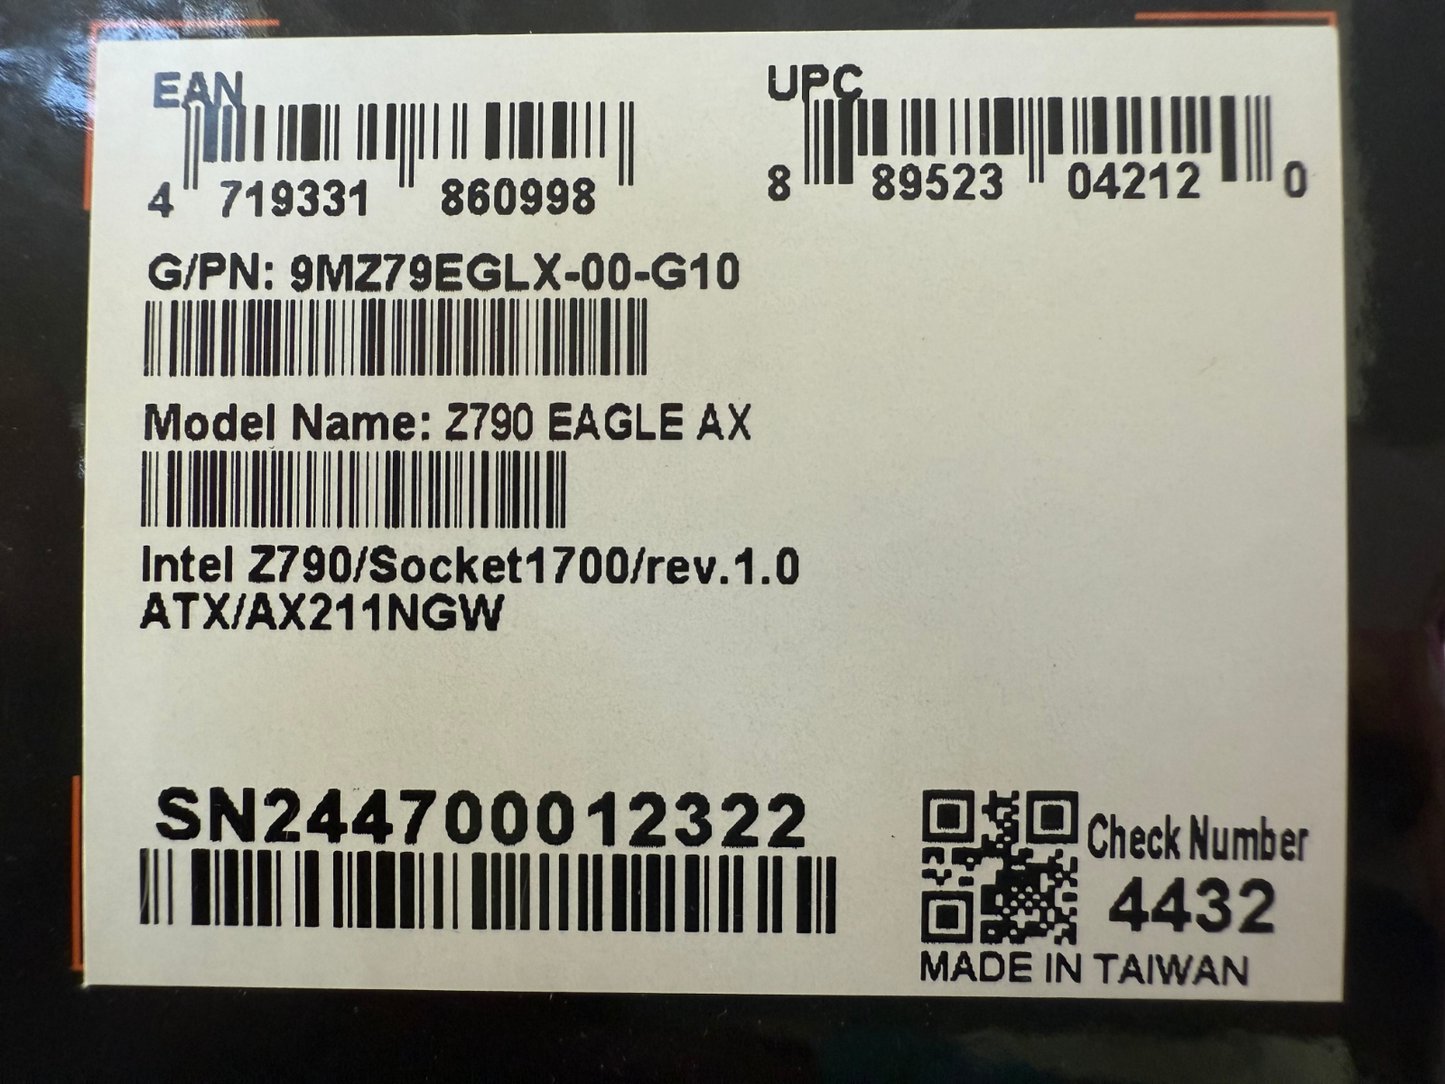 EAN
4 719331 860998
UPC
8 89523 04212 0
G/PN: 9MZ79EGLX-00-G10
Model Name: Z790 EAGLE AX
Intel Z790/Socket1700/rev.1.0
ATX/AX211NGW
SN244700012322
Check Number
4432
MADE IN TAIWAN